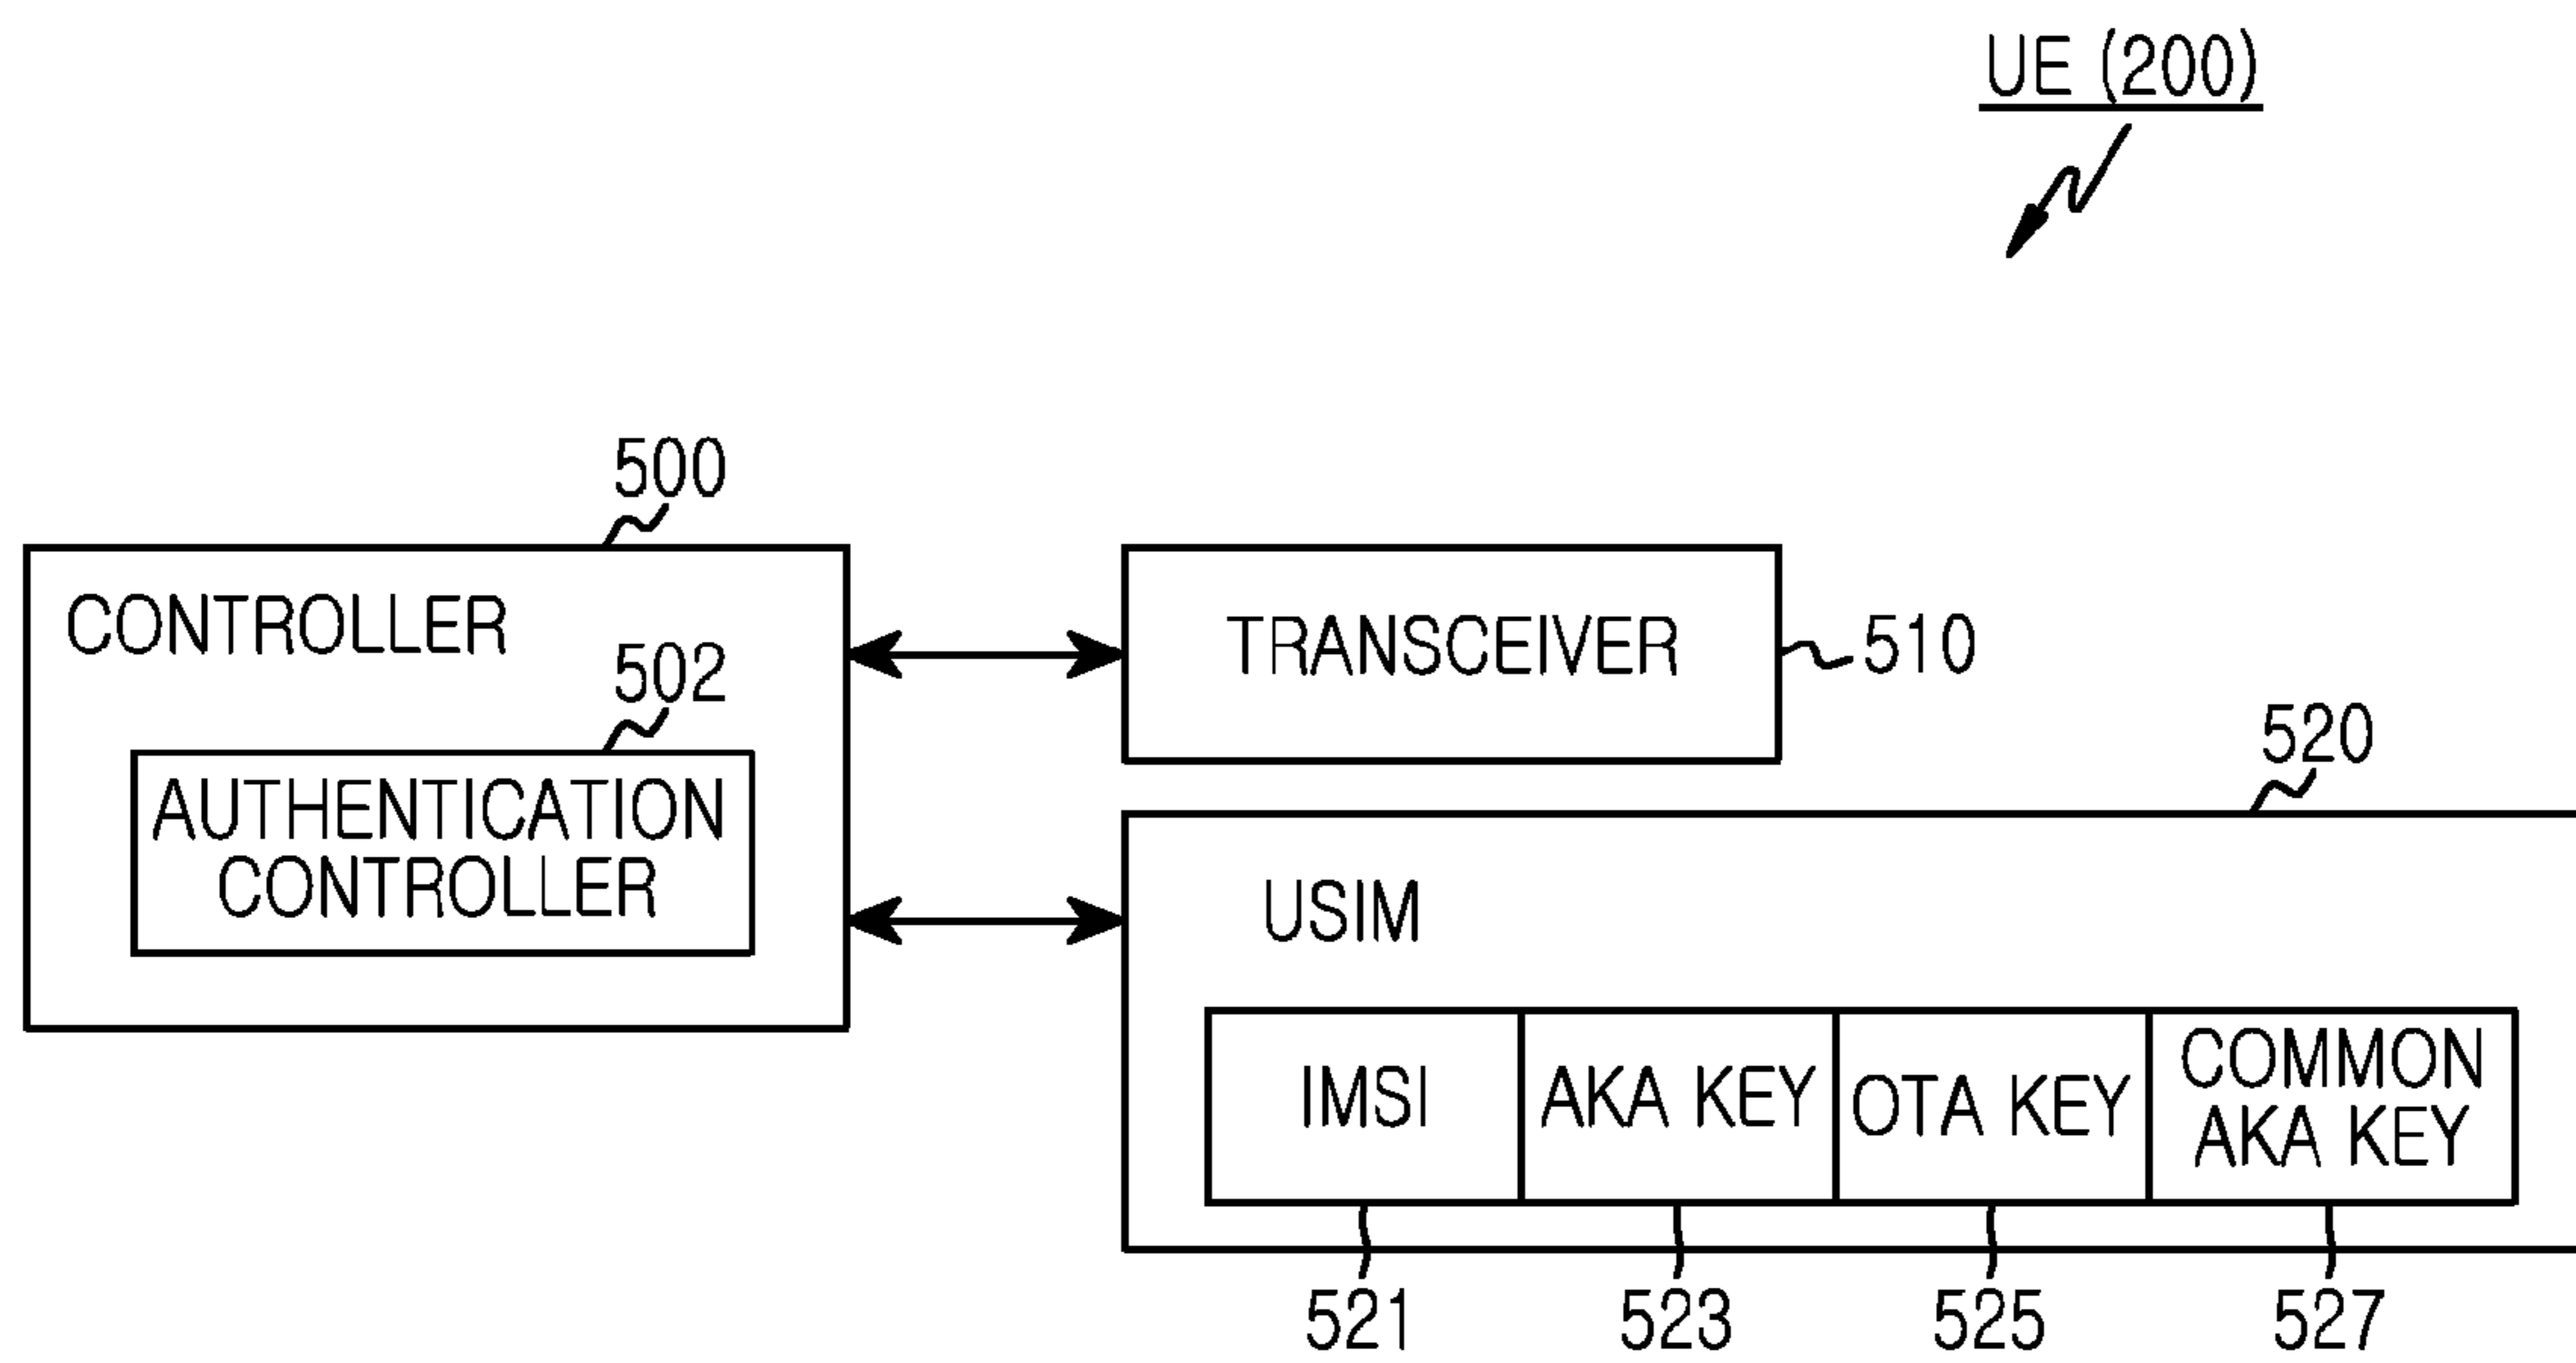 UE (200)
500
CONTROLLER
502
AUTHENTICATION
CONTROLLER
TRANSCEIVER
510
520
USIM
IMSI
AKA KEY
OTA KEY
COMMON
AKA KEY
521
523
525
527